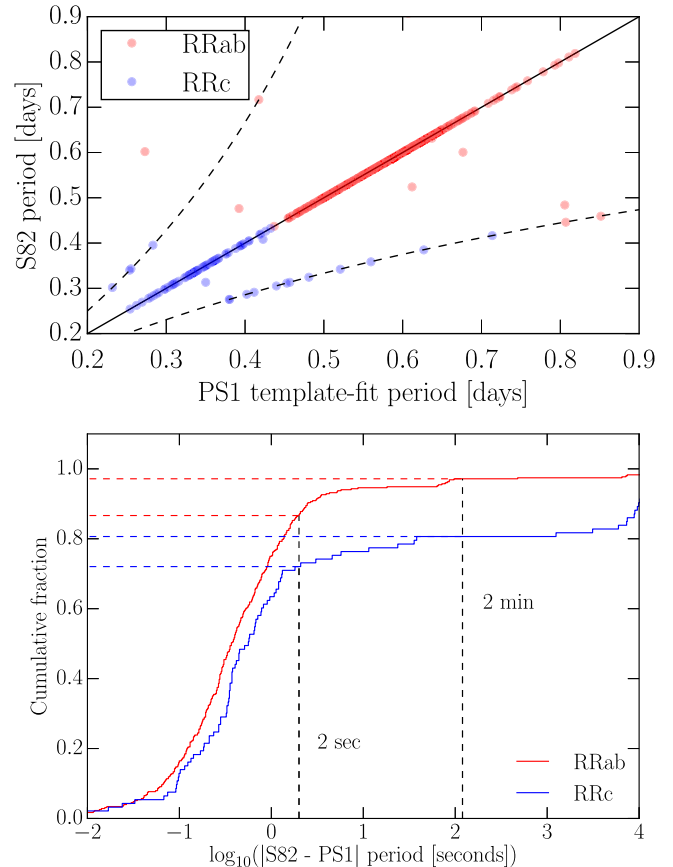 0.9
0.8
0.7
0.6
0.5
0.4
0.3
0.2
S82 period [days]
RRab
RRc
0.2 0.3 0.4 0.5 0.6 0.7 0.8 0.9
PS1 template-fit period [days]
1.0
0.8
0.6
0.4
0.2
0.0
Cumulative fraction
2 min
2 sec
RRab
RRc
−2 −1 0 1 2 3 4
log₁₀(|S82 - PS1| period [seconds])